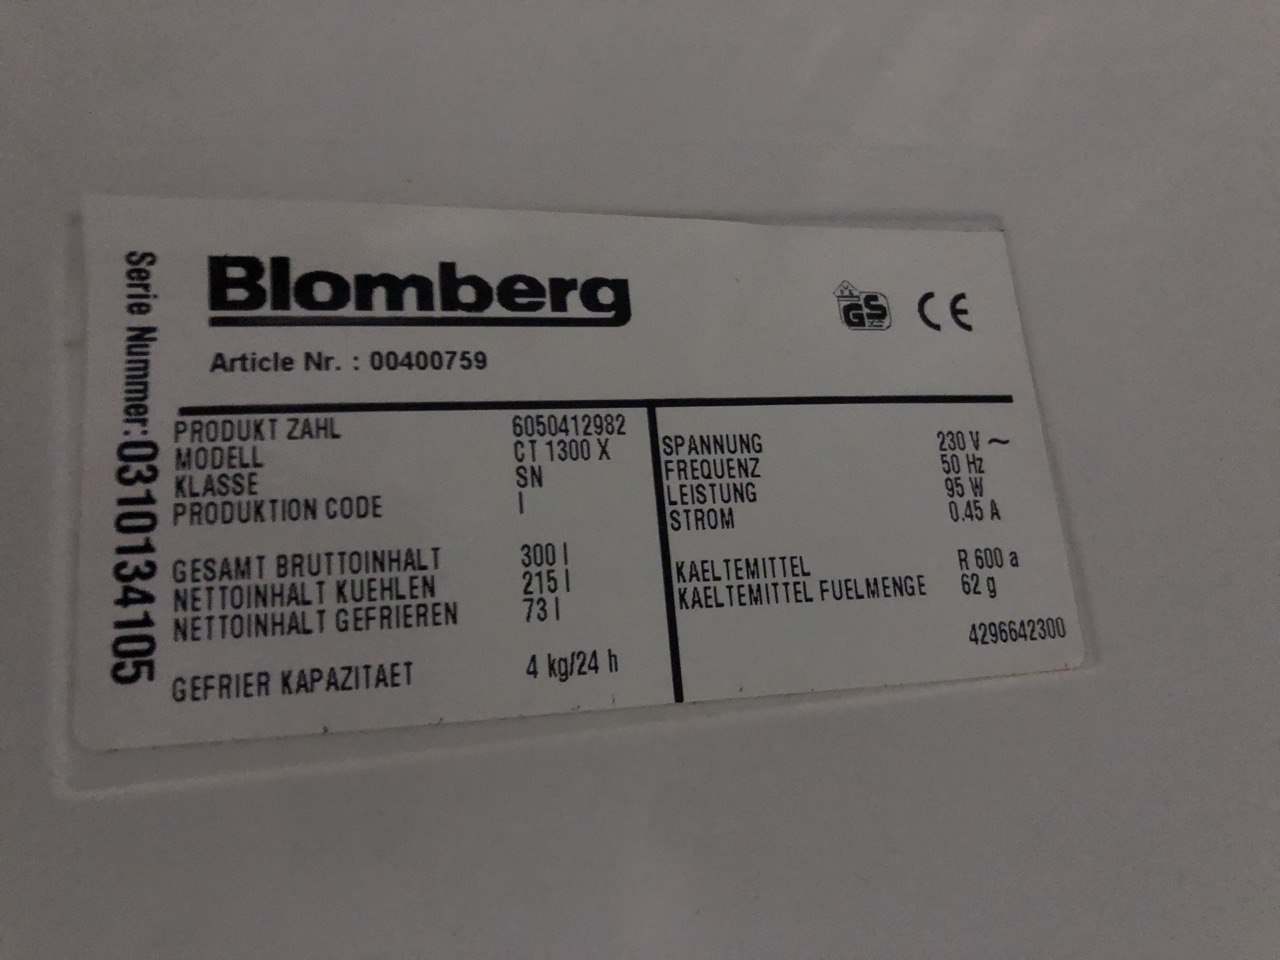 Blomberg
GS CE
Article Nr. : 00400759
Serie Nummer: 0310134105
PRODUKT ZAHL 6050412982
MODELL CT 1300 X
KLASSE SN
PRODUKTION CODE I
GESAMT BRUTTOINHALT 300 l
NETTOINHALT KUEHLEN 215 l
NETTOINHALT GEFRIEREN 73 l
GEFRIER KAPAZITAET 4 kg/24 h
SPANNUNG 230 V ~
FREQUENZ 50 Hz
LEISTUNG 95 W
STROM 0.45 A
KAELTEMITTEL R 600 a
KAELTEMITTEL FUELMENGE 62 g
4296642300